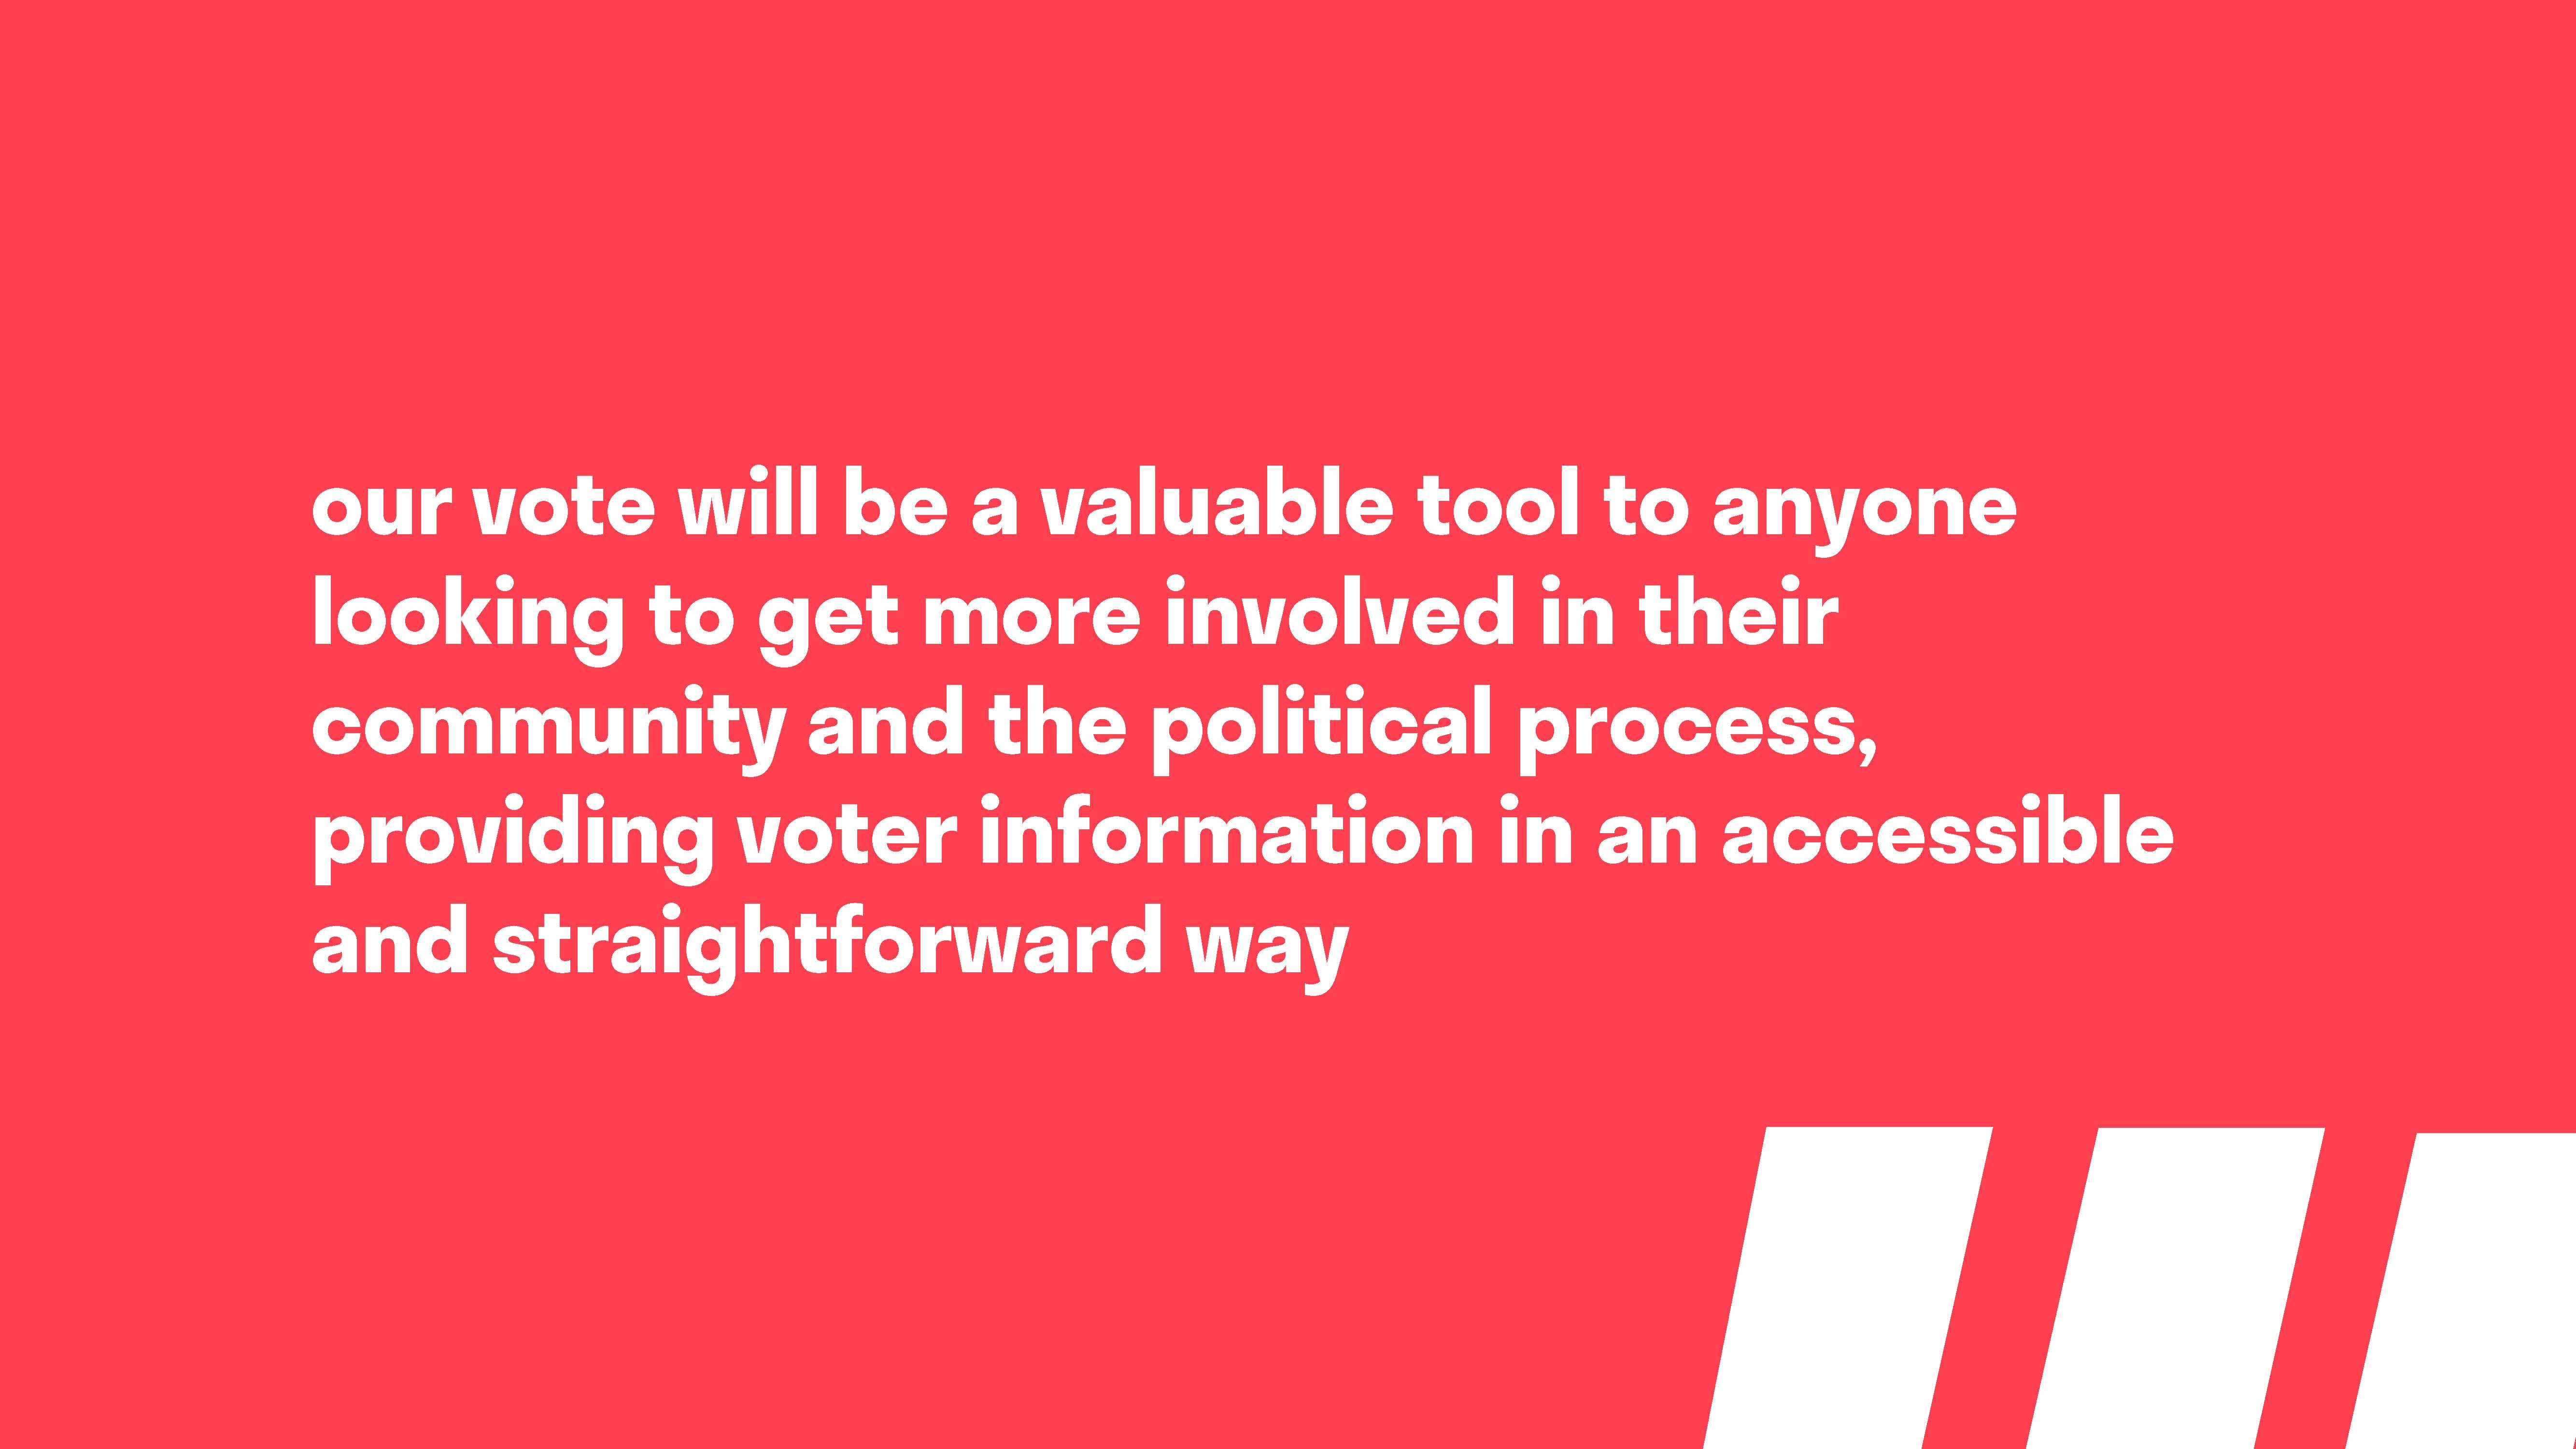 our vote will be a valuable tool to anyone
looking to get more involved in their
community and the political process,
providing voter information in an accessible
and straightforward way